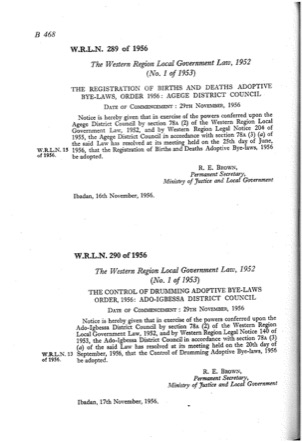 B 468
W.R.L.N. 289 of 1956
The Western Region Local Government Law, 1952
(No. 1 of 1953)
THE REGISTRATION OF BIRTHS AND DEATHS ADOPTIVE
BYE-LAWS, ORDER 1956: AGEGE DISTRICT COUNCIL
DATE OF COMMENCEMENT : 29TH NOVEMBER, 1956
Notice is hereby given that in exercise of the powers conferred upon the
Agege District Council by section 78A (2) of the Western Region Local
Government Law, 1952, and by Western Region Legal Notice 204 of
1955, the Agege District Council in accordance with section 78A (3) (a) of
the said Law has resolved at its meeting held on the 25th day of June,
W.R.L.N. 15 1956, that the Registration of Births and Deaths Adoptive Bye-laws, 1956
of 1956. be adopted.
R. E. BROWN,
Permanent Secretary,
Ministry of Justice and Local Government
Ibadan, 16th November, 1956.
W.R.L.N. 290 of 1956
The Western Region Local Government Law, 1952
(No. 1 of 1953)
THE CONTROL OF DRUMMING ADOPTIVE BYE-LAWS
ORDER, 1956: ADO-IGBESSA DISTRICT COUNCIL
DATE OF COMMENCEMENT : 29TH NOVEMBER, 1956
Notice is hereby given that in exercise of the powers conferred upon the
Ado-Igbessa District Council by section 78A (2) of the Western Region
Local Government Law, 1952, and by Western Region Legal Notice 140 of
1953, the Ado-Igbessa District Council in accordance with section 78A (3)
(a) of the said Law has resolved at its meeting held on the 20th day of
W.R.L.N. 13 September, 1956, that the Control of Drumming Adoptive Bye-laws, 1956
of 1956. be adopted.
R. E. BROWN,
Permanent Secretary,
Ministry of Justice and Local Government
Ibadan, 17th November, 1956.